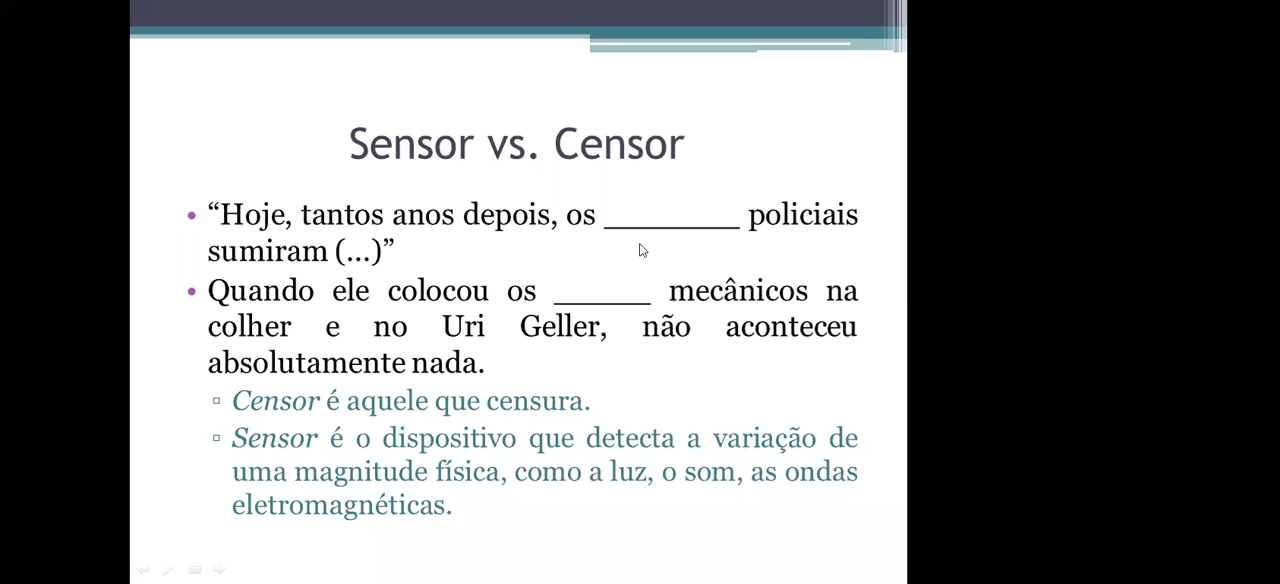 Sensor vs. Censor
• “Hoje, tantos anos depois, os _________ policiais
sumiram (...)”
• Quando ele colocou os ______ mecânicos na
colher e no Uri Geller, não aconteceu
absolutamente nada.
▫ Censor é aquele que censura.
▫ Sensor é o dispositivo que detecta a variação de
uma magnitude física, como a luz, o som, as ondas
eletromagnéticas.